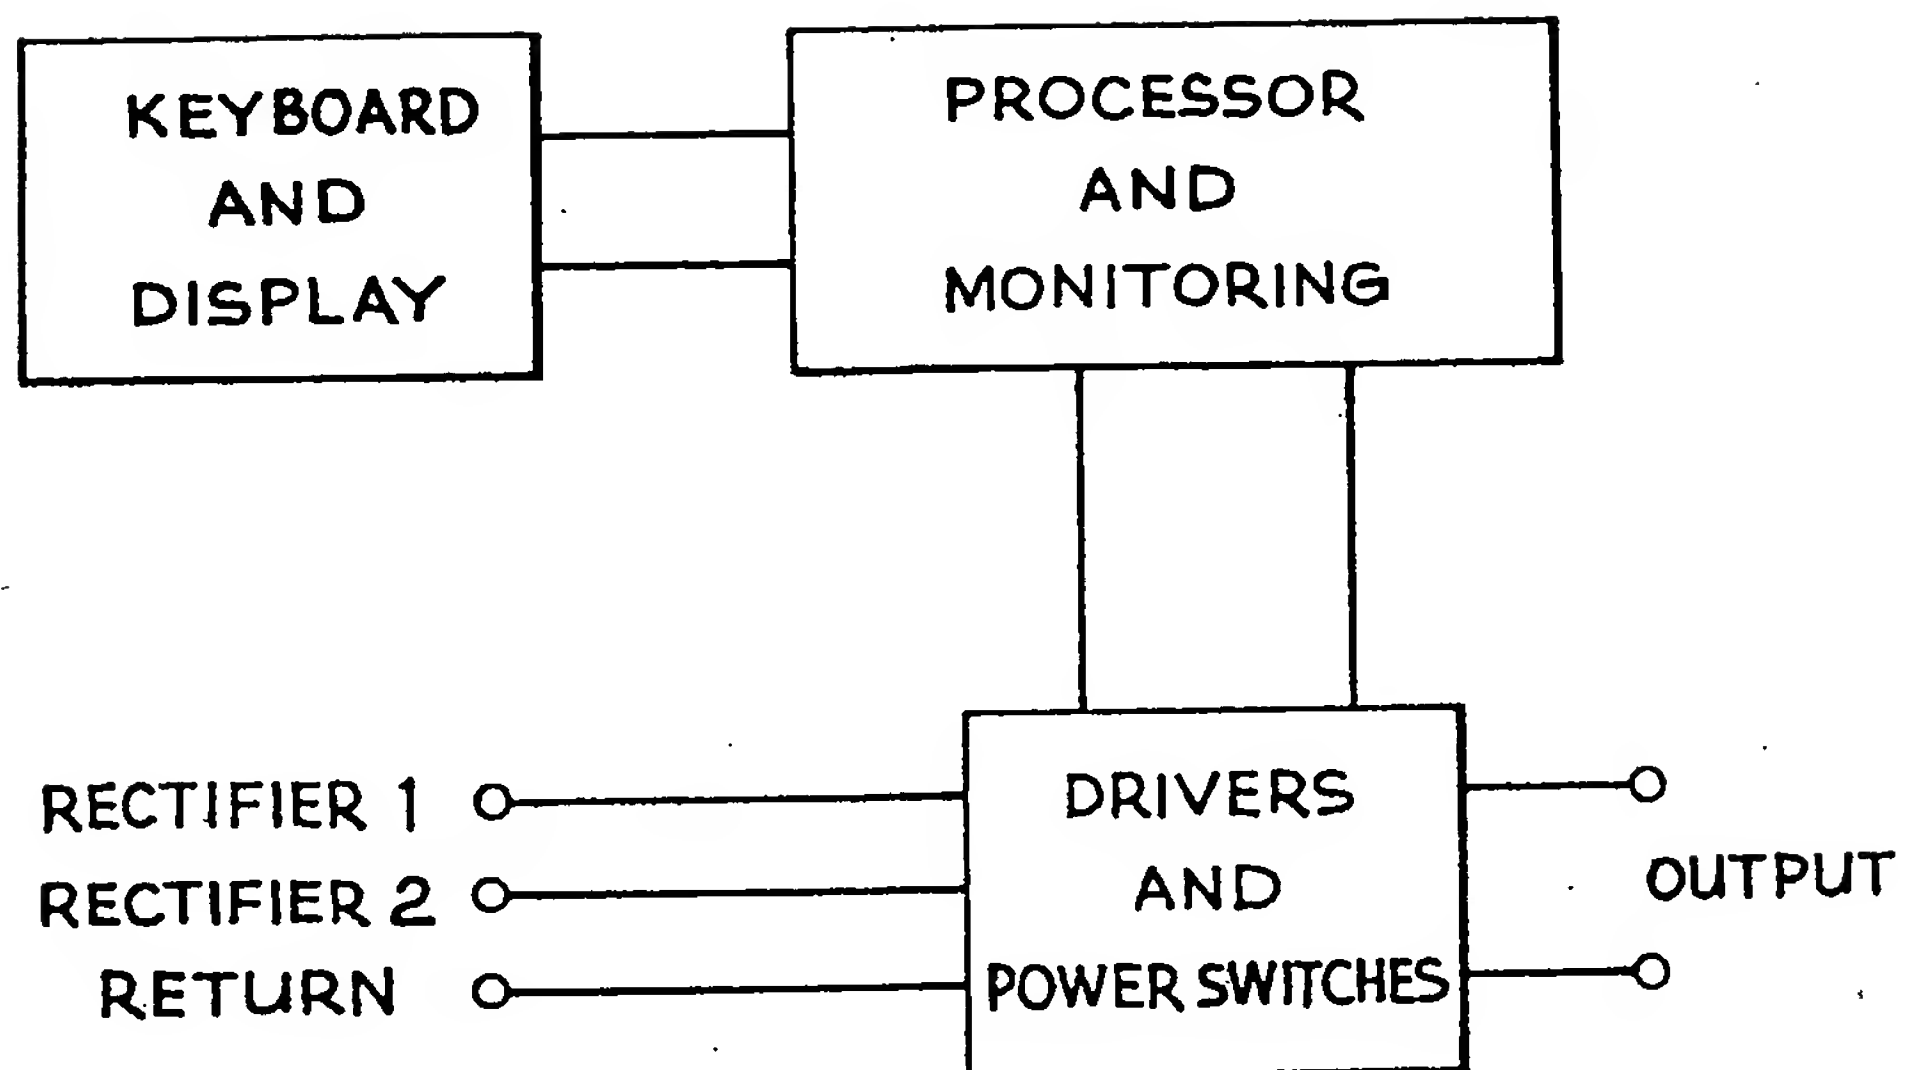 KEYBOARD
AND
DISPLAY
PROCESSOR
AND
MONITORING
RECTIFIER 1
RECTIFIER 2
RETURN
DRIVERS
AND
POWER SWITCHES
OUTPUT